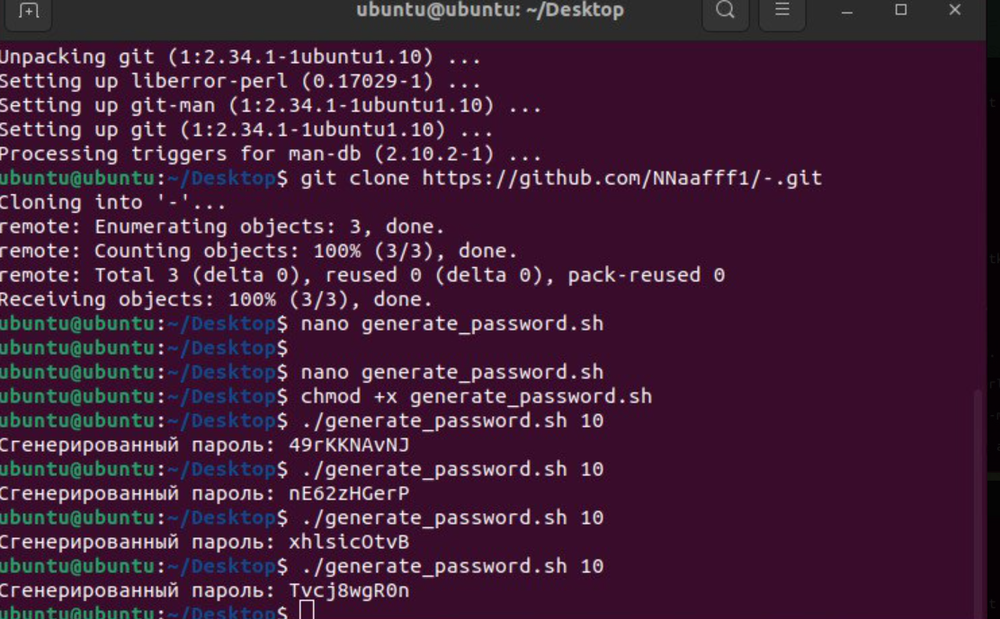 ubuntu@ubuntu: ~/Desktop
Unpacking git (1:2.34.1-1ubuntu1.10) ...
Setting up liberror-perl (0.17029-1) ...
Setting up git-man (1:2.34.1-1ubuntu1.10) ...
Setting up git (1:2.34.1-1ubuntu1.10) ...
Processing triggers for man-db (2.10.2-1) ...
ubuntu@ubuntu:~/Desktop$ git clone https://github.com/NNaafff1/-.git
Cloning into '-'...
remote: Enumerating objects: 3, done.
remote: Counting objects: 100% (3/3), done.
remote: Total 3 (delta 0), reused 0 (delta 0), pack-reused 0
Receiving objects: 100% (3/3), done.
ubuntu@ubuntu:~/Desktop$ nano generate_password.sh
ubuntu@ubuntu:~/Desktop$
ubuntu@ubuntu:~/Desktop$ nano generate_password.sh
ubuntu@ubuntu:~/Desktop$ chmod +x generate_password.sh
ubuntu@ubuntu:~/Desktop$ ./generate_password.sh 10
Сгенерированный пароль: 49rKKNAvNJ
ubuntu@ubuntu:~/Desktop$ ./generate_password.sh 10
Сгенерированный пароль: nE62zHGerP
ubuntu@ubuntu:~/Desktop$ ./generate_password.sh 10
Сгенерированный пароль: xhlsicOtvB
ubuntu@ubuntu:~/Desktop$ ./generate_password.sh 10
Сгенерированный пароль: Tvcj8wgR0n
ubuntu@ubuntu:~/Desktop$